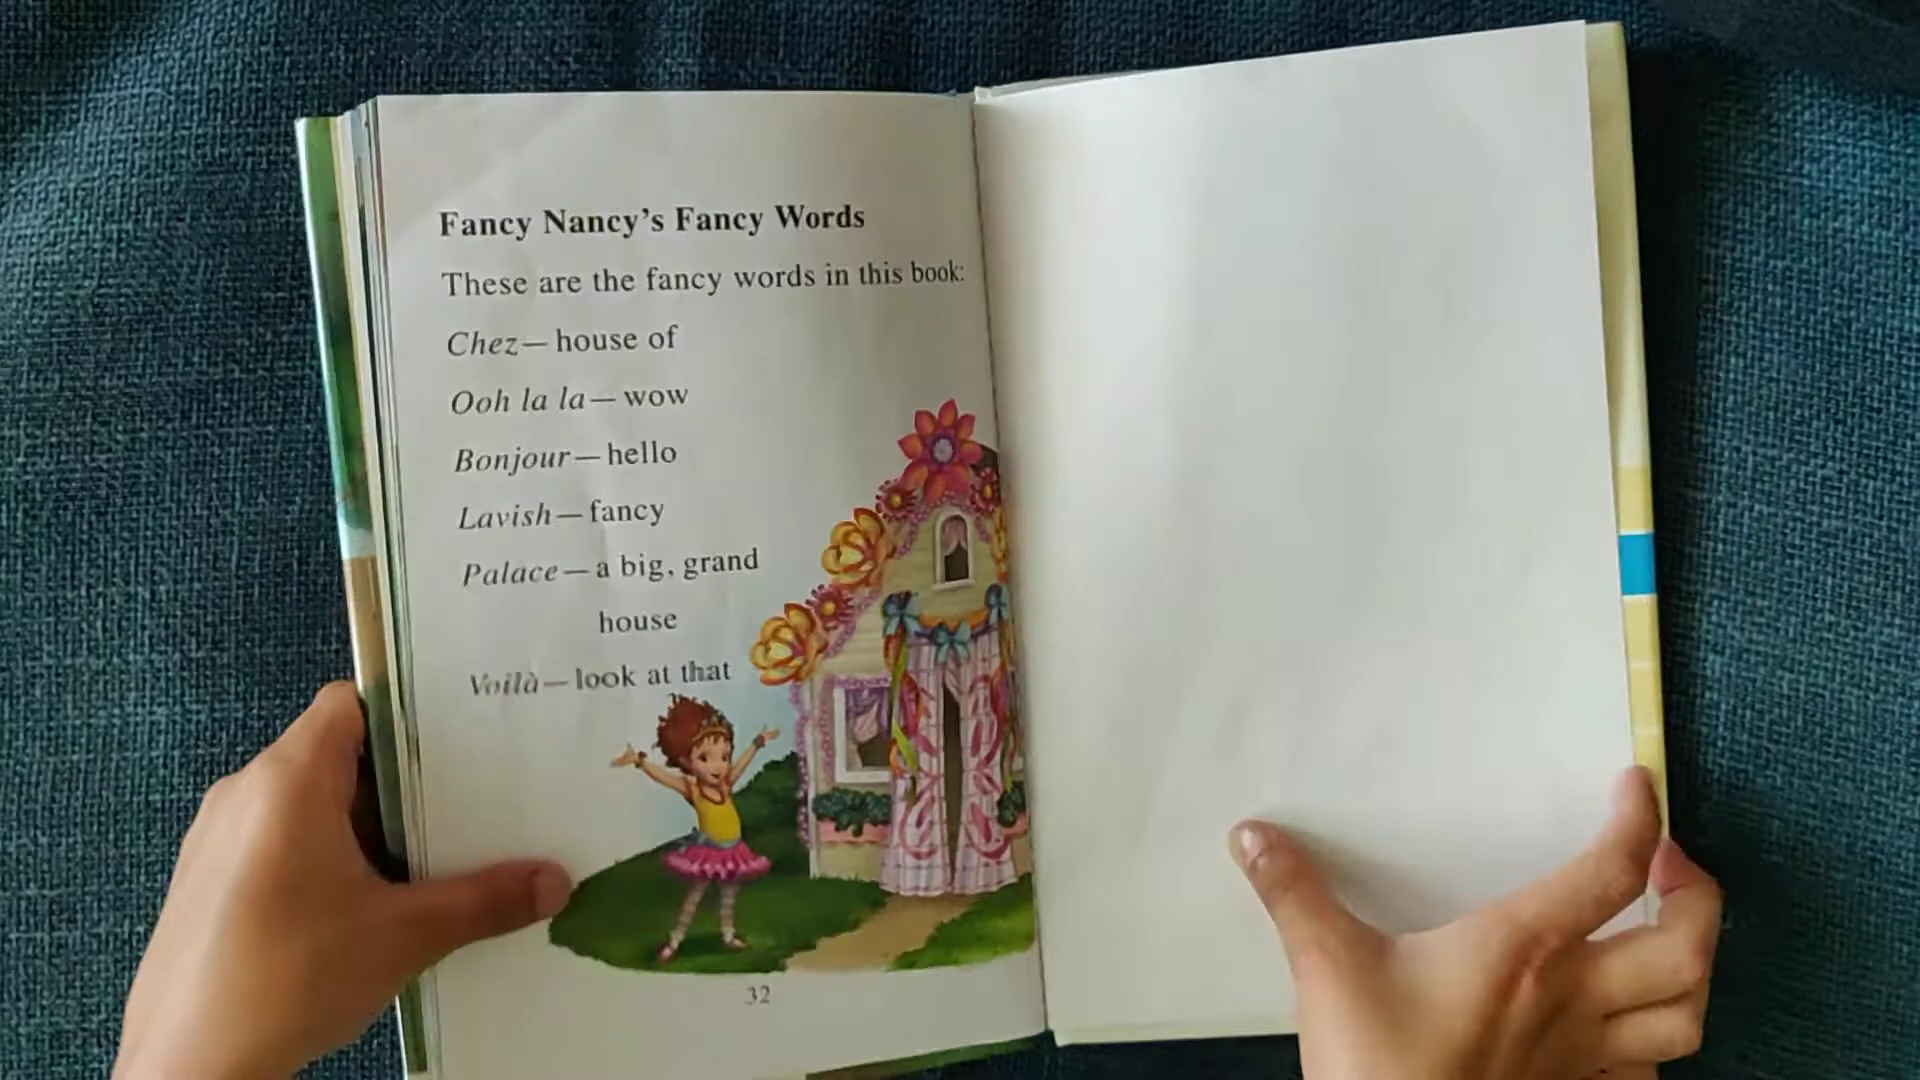 Fancy Nancy's Fancy Words
These are the fancy words in this book:
Chez—house of
Ooh la la—wow
Bonjour—hello
Lavish—fancy
Palace—a big, grand
house
Voilà—look at that
32